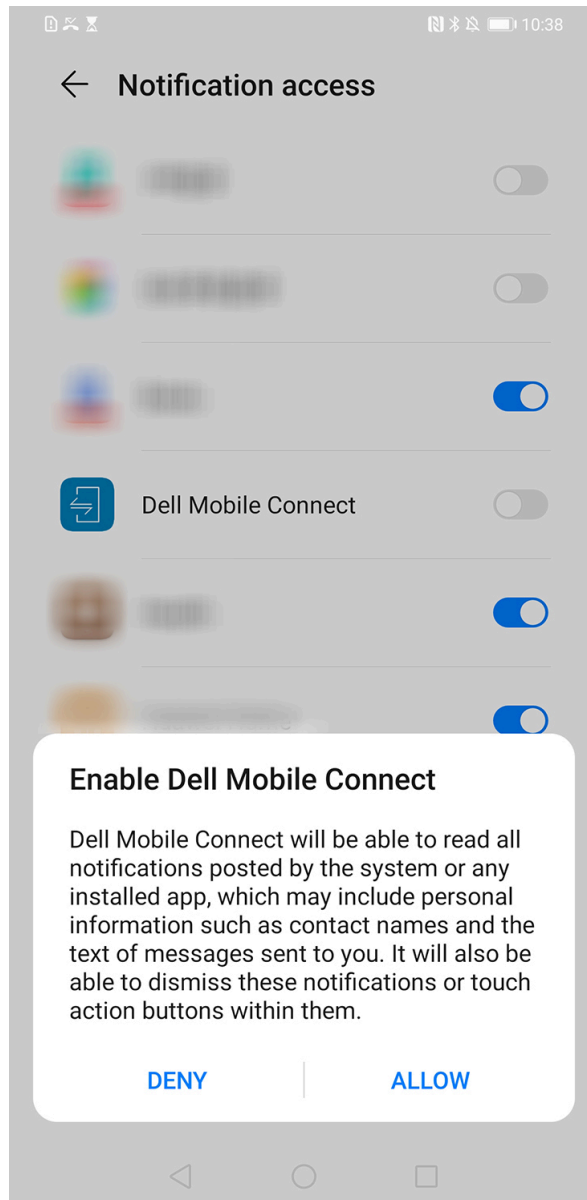 10:38
Notification access
Dell Mobile Connect
Enable Dell Mobile Connect
Dell Mobile Connect will be able to read all
notifications posted by the system or any
installed app, which may include personal
information such as contact names and the
text of messages sent to you. It will also be
able to dismiss these notifications or touch
action buttons within them.
DENY
ALLOW